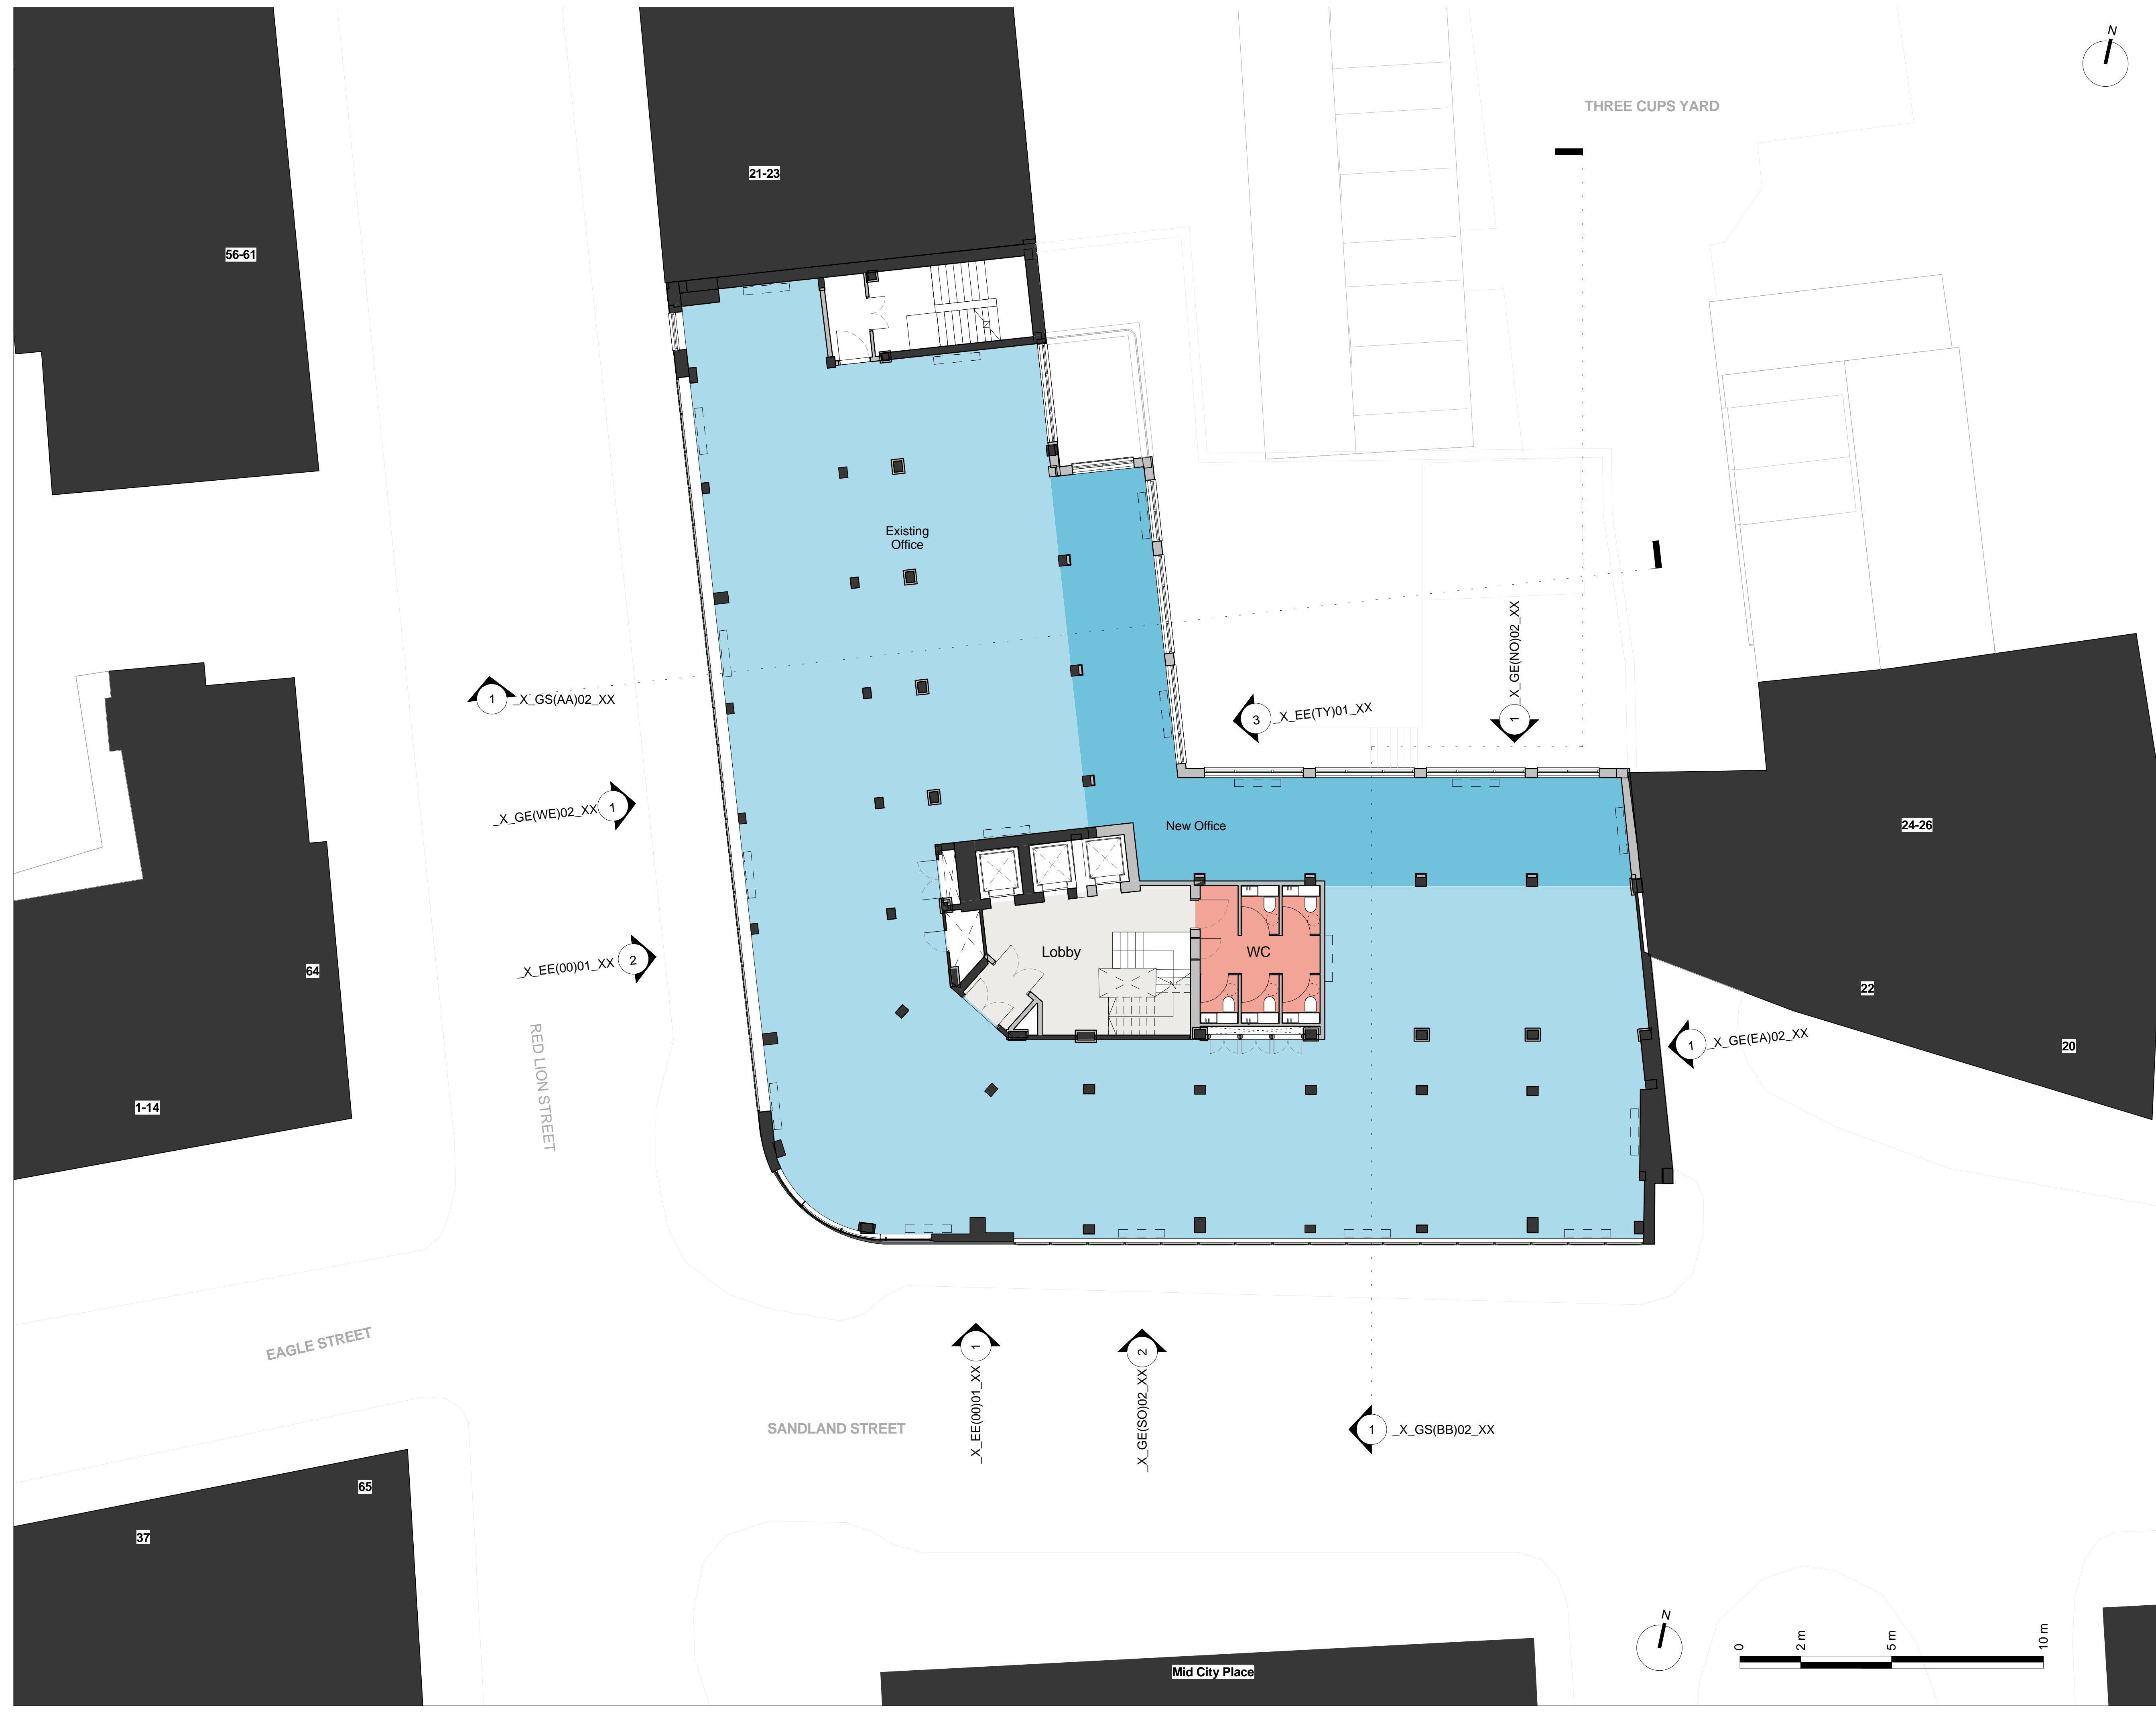 N
THREE CUPS YARD
21-23
56-61
Existing
Office
_X_GE(NO)02_XX
1
1
_X_GS(AA)02_XX
3
_X_EE(TY)01_XX
_X_GE(WE)02_XX
1
New Office
24-26
Lobby
WC
_X_EE(00)01_XX
2
64
22
20
1
_X_GE(EA)02_XX
RED LION STREET
1-14
EAGLE STREET
1
_X_EE(00)01_XX
2
_X_GE(SO)02_XX
SANDLAND STREET
1
_X_GS(BB)02_XX
65
37
Mid City Place
N
0
2 m
5 m
10 m